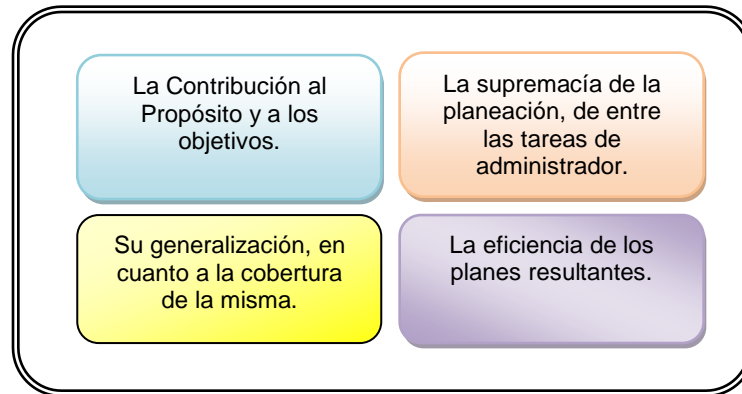 La Contribución al
Propósito y a los
objetivos.
La supremacía de la
planeación, de entre
las tareas de
administrador.
Su generalización, en
cuanto a la cobertura
de la misma.
La eficiencia de los
planes resultantes.